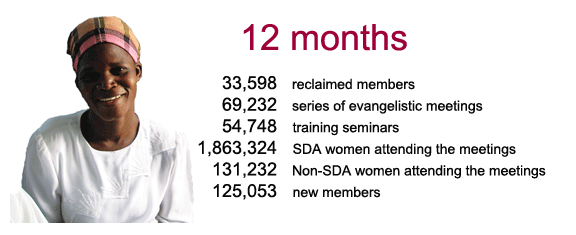 12 months
33,598 reclaimed members
69,232 series of evangelistic meetings
54,748 training seminars
1,863,324 SDA women attending the meetings
131,232 Non-SDA women attending the meetings
125,053 new members